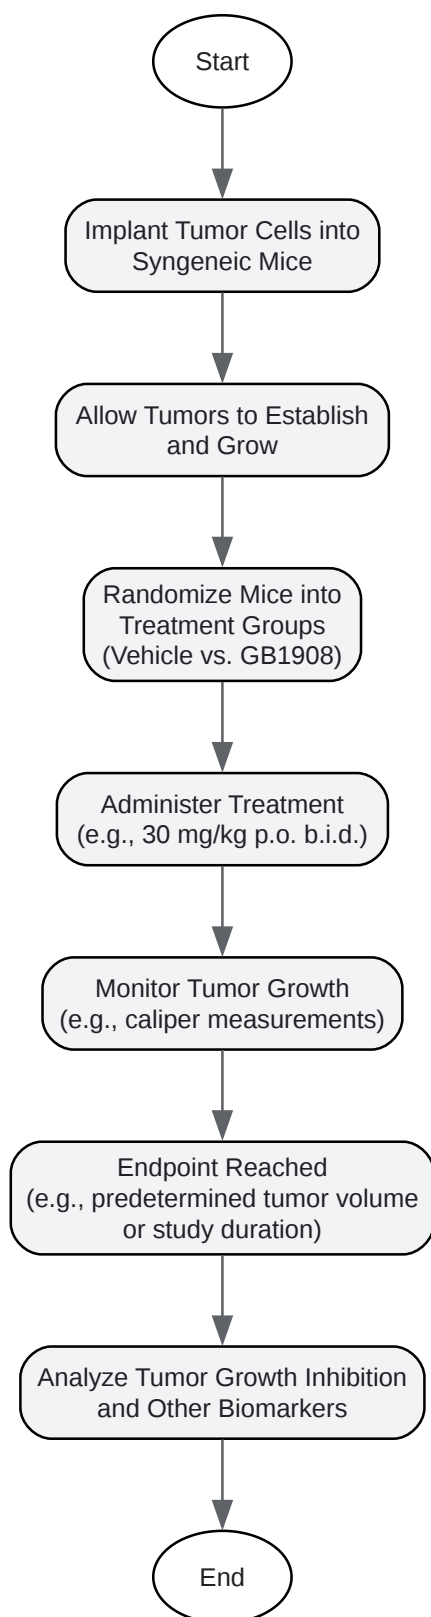 Start
Implant Tumor Cells into
Syngeneic Mice
Allow Tumors to Establish
and Grow
Randomize Mice into
Treatment Groups
(Vehicle vs. GB1908)
Administer Treatment
(e.g., 30 mg/kg p.o. b.i.d.)
Monitor Tumor Growth
(e.g., caliper measurements)
Endpoint Reached
(e.g., predetermined tumor volume
or study duration)
Analyze Tumor Growth Inhibition
and Other Biomarkers
End